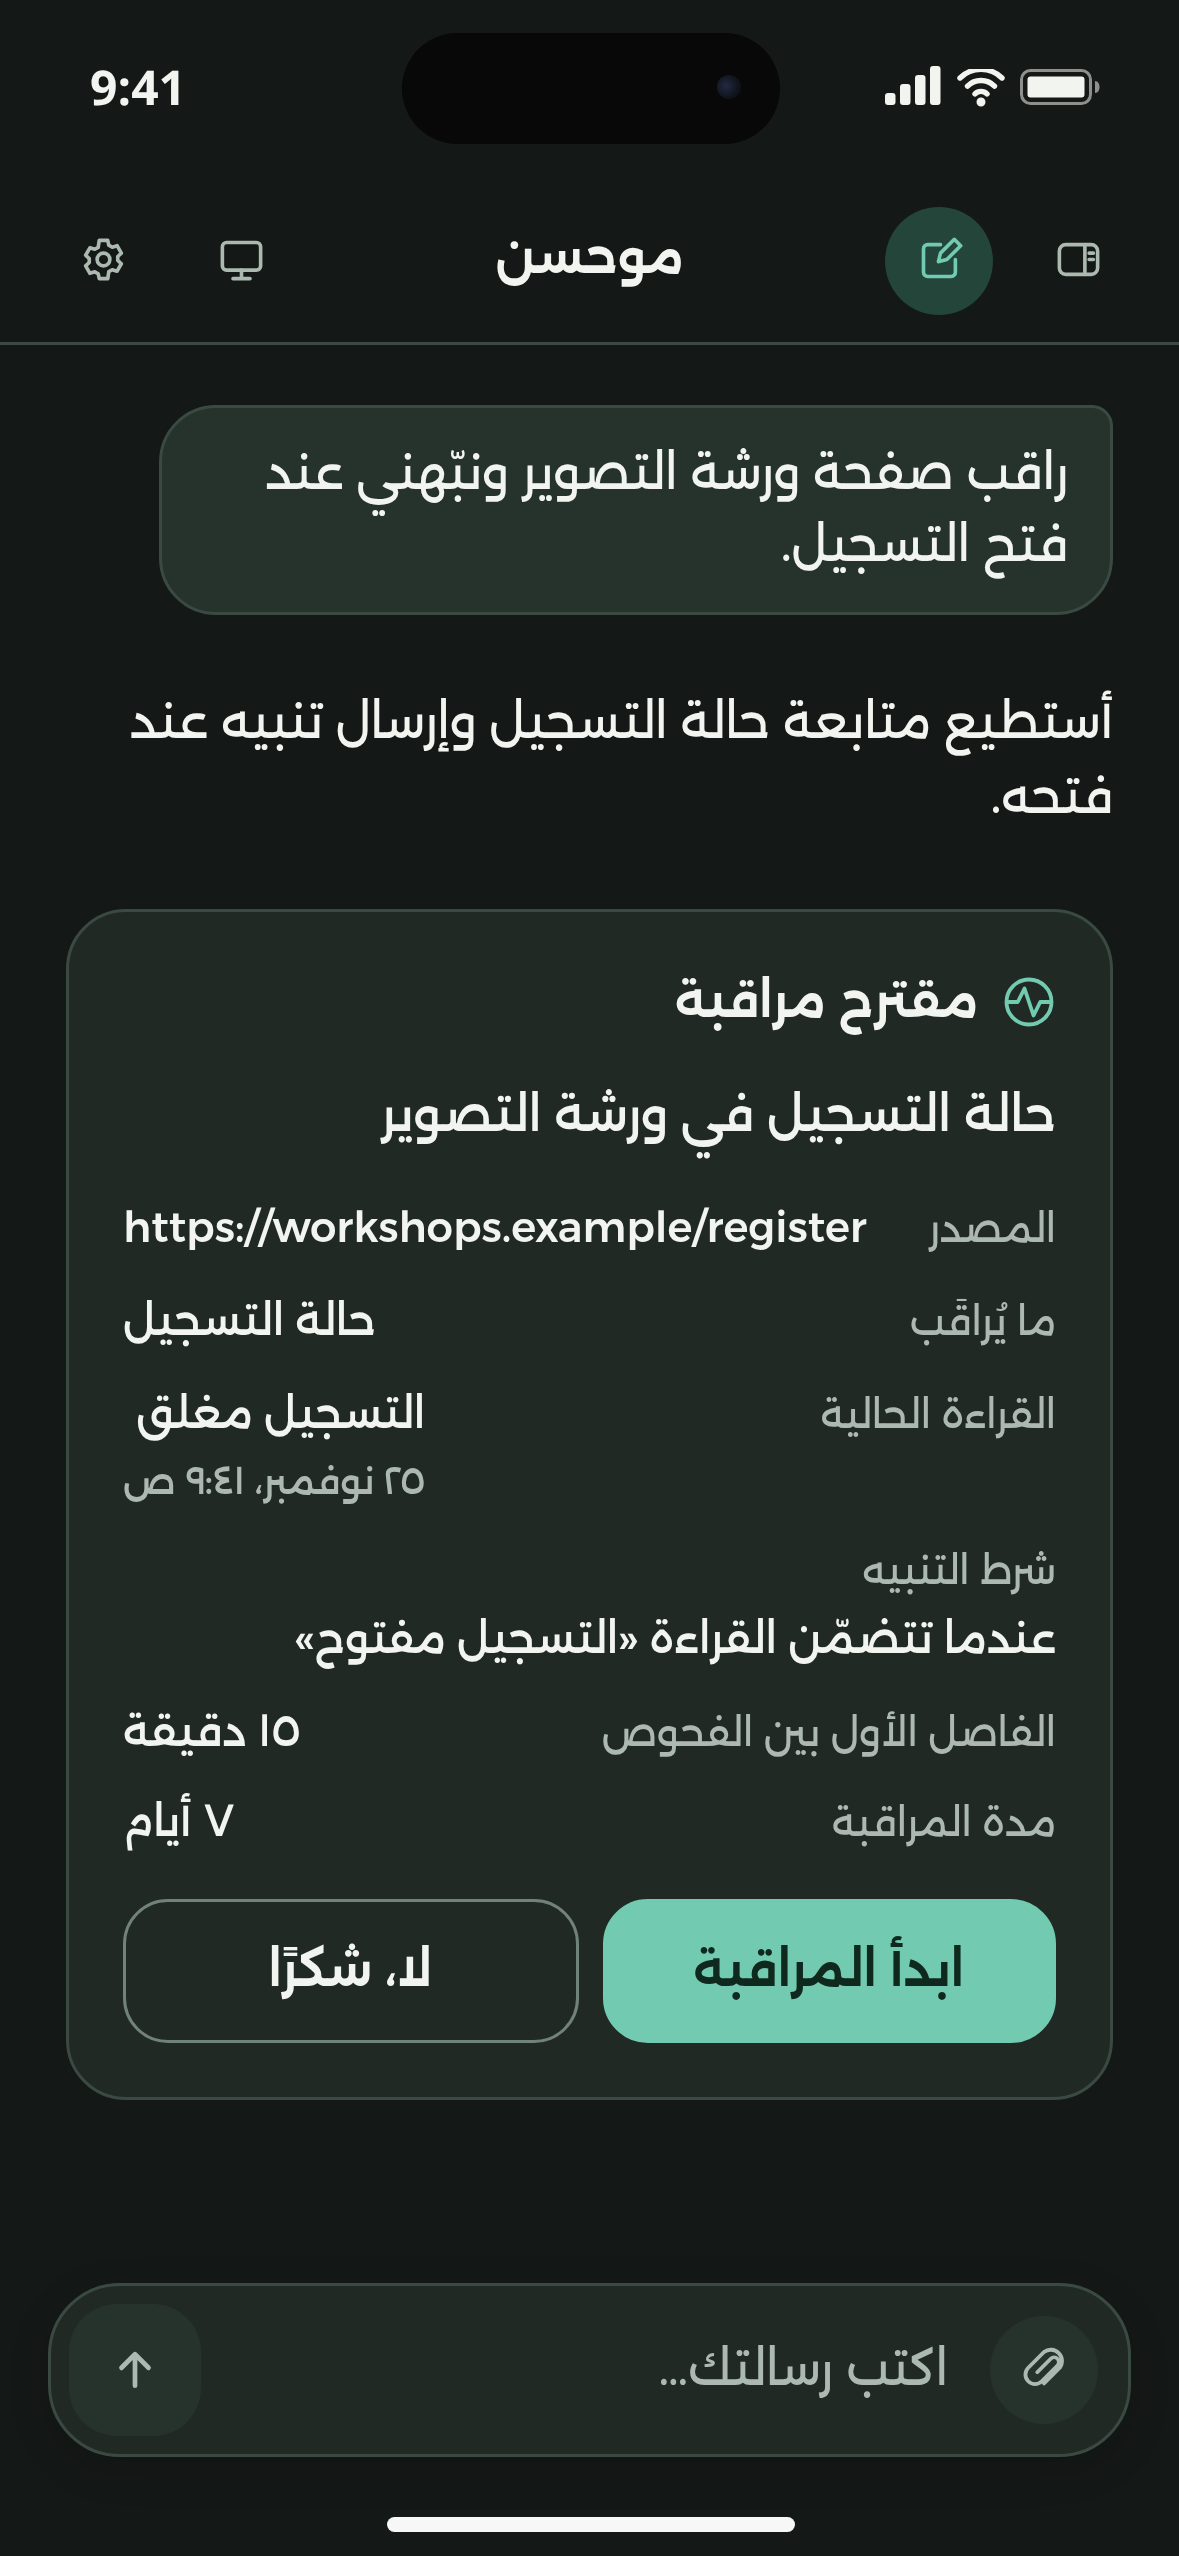 9:41
موحسن
راقب صفحة ورشة التصوير ونبّهني عند
فتح التسجيل.
أستطيع متابعة حالة التسجيل وإرسال تنبيه عند
فتحه.
مقترح مراقبة
حالة التسجيل في ورشة التصوير
المصدر https://workshops.example/register
ما يُراقَب حالة التسجيل
القراءة الحالية التسجيل مغلق
٢٥ نوفمبر، ٩:٤١ ص
شرط التنبيه
عندما تتضمّن القراءة «التسجيل مفتوح»
الفاصل الأول بين الفحوص ١٥ دقيقة
مدة المراقبة ٧ أيام
ابدأ المراقبة لا، شكرًا
اكتب رسالتك...